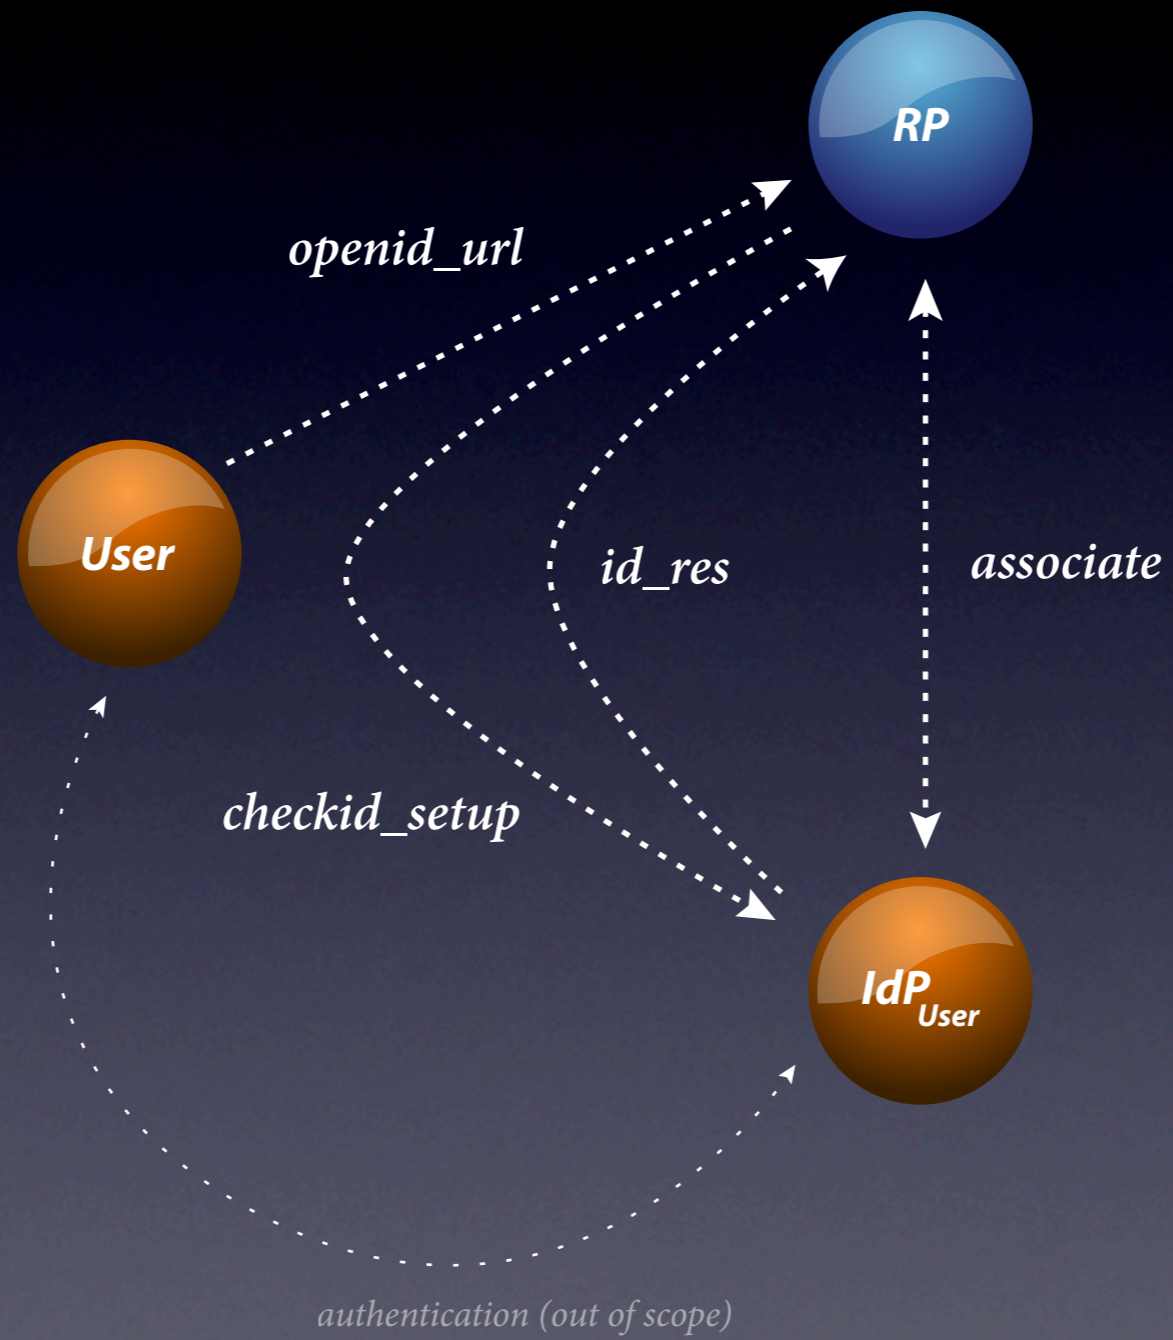 RP
openid_url
User
id_res
associate
checkid_setup
IdP
User
authentication (out of scope)